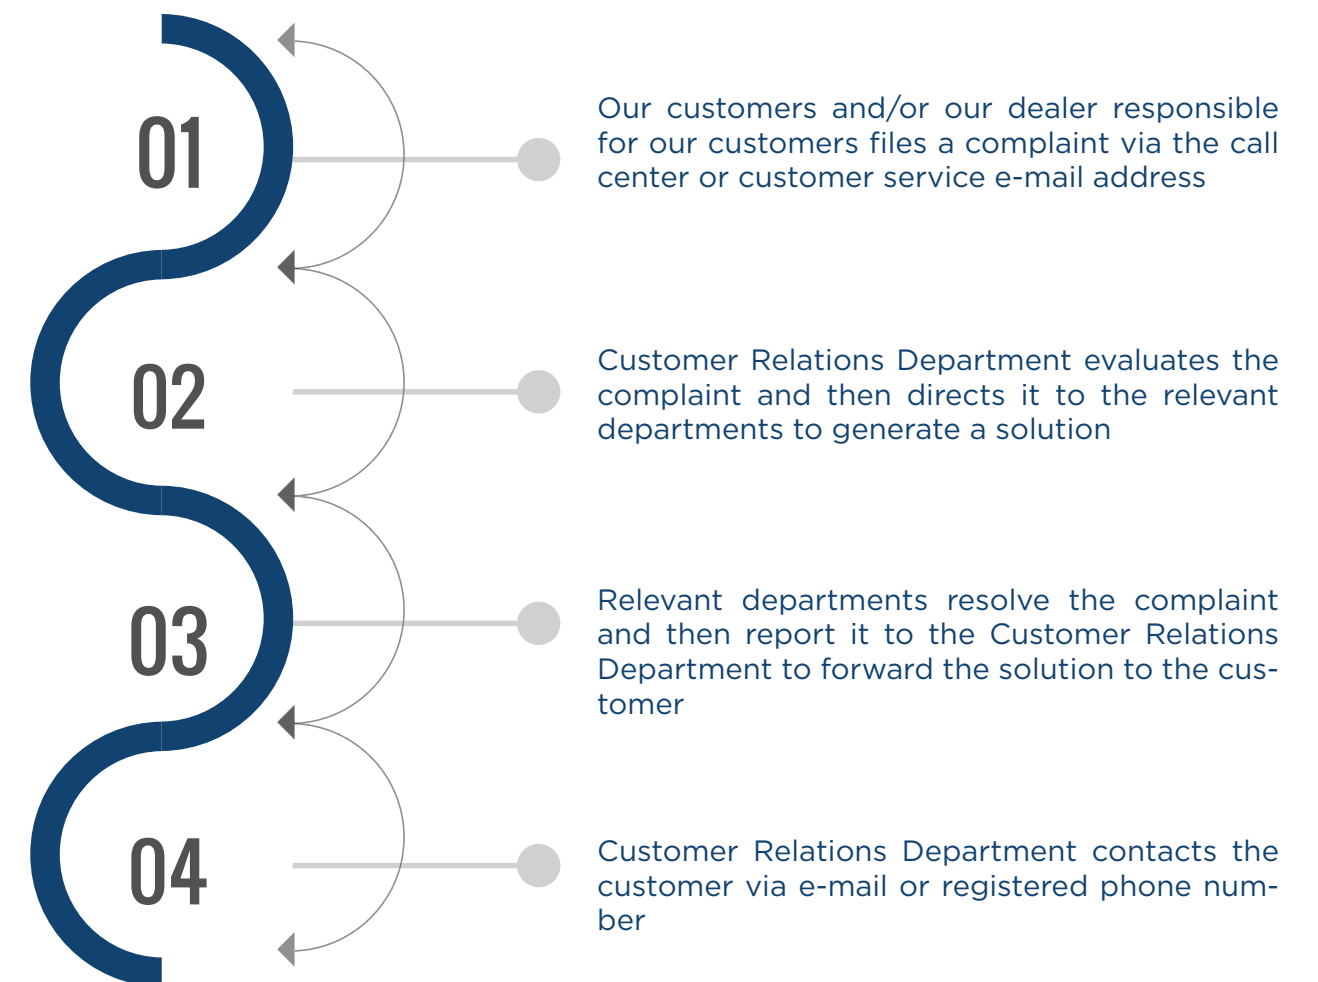 01
Our customers and/or our dealer responsible
for our customers files a complaint via the call
center or customer service e-mail address
02
Customer Relations Department evaluates the
complaint and then directs it to the relevant
departments to generate a solution
03
Relevant departments resolve the complaint
and then report it to the Customer Relations
Department to forward the solution to the cus-
tomer
04
Customer Relations Department contacts the
customer via e-mail or registered phone num-
ber